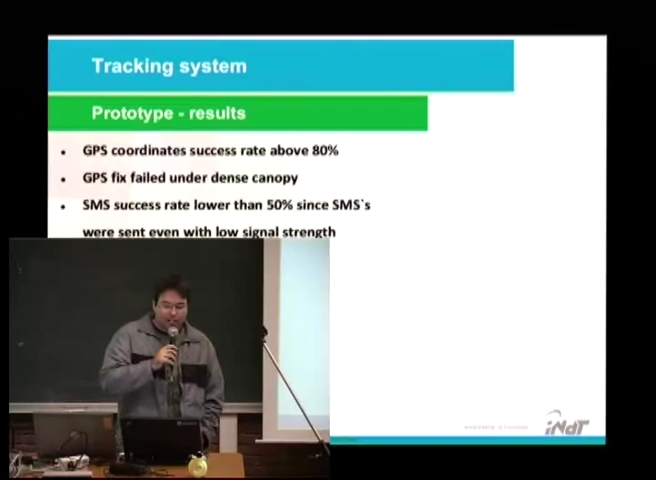 Tracking system
Prototype - results
• GPS coordinates success rate above 80%
• GPS fix failed under dense canopy
• SMS success rate lower than 50% since SMS`s
were sent even with low signal strength
iNdT